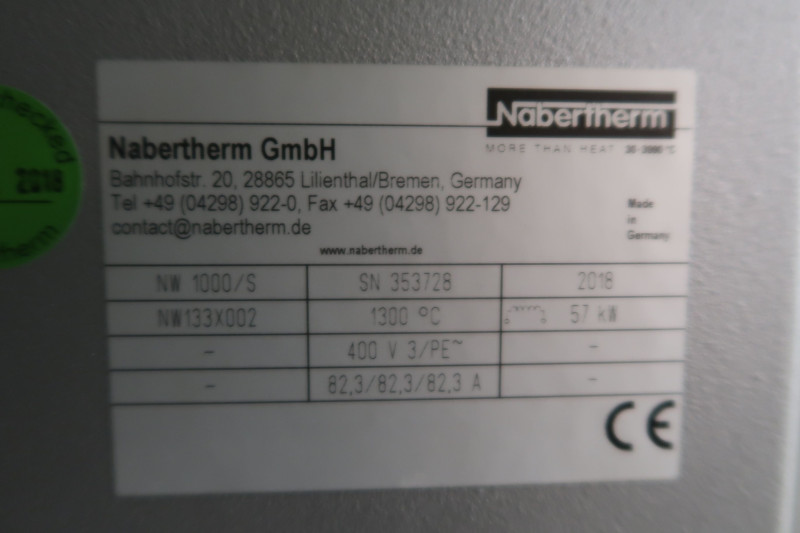 checked
2018
Nabertherm
MORE THAN HEAT 30-3000 °C
Nabertherm GmbH
Bahnhofstr. 20, 28865 Lilienthal/Bremen, Germany
Tel +49 (04298) 922-0, Fax +49 (04298) 922-129
contact@nabertherm.de
Made
in
Germany
www.nabertherm.de
NW 1000/S SN 353728 2018
NW133X002 1300 °C 57 kW
- 400 V 3/PE~ -
- 82,3/82,3/82,3 A -
CE